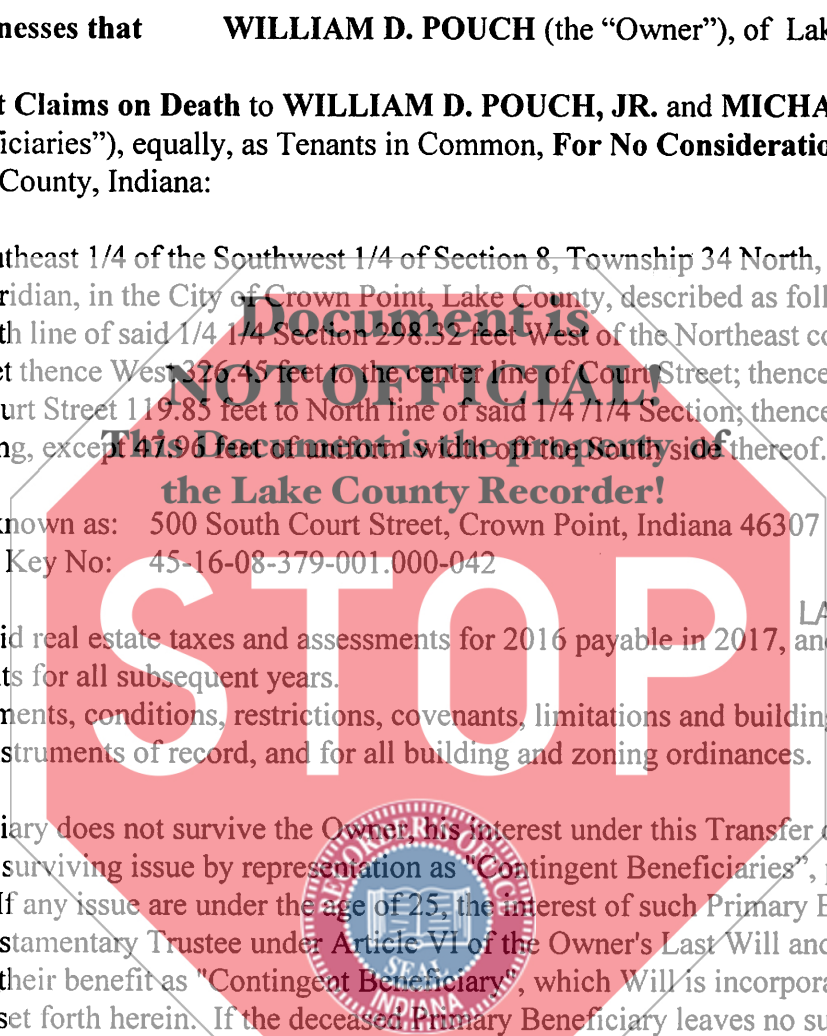 nesses that WILLIAM D. POUCH (the “Owner”), of Lak
t Claims on Death to WILLIAM D. POUCH, JR. and MICHA
iciaries”), equally, as Tenants in Common, For No Consideratio
County, Indiana:
theast 1/4 of the Southwest 1/4 of Section 8, Township 34 North,
ridian, in the City of Crown Point, Lake County, described as foll
Document is
th line of said 1/4 1/4 Section 298.32 feet West of the Northeast co
t thence West 326.45 feet to the center line of Court Street; thence
NOT OFFICIAL!
urt Street 119.85 feet to North line of said 1/4 /1/4 Section; thence
ng, except 47.96 feet of uniform width off the South side thereof.
This Document is the property of
the Lake County Recorder!
nown as: 500 South Court Street, Crown Point, Indiana 46307
Key No: 45-16-08-379-001.000-042
STOP
LA
id real estate taxes and assessments for 2016 payable in 2017, an
ts for all subsequent years.
ments, conditions, restrictions, covenants, limitations and building
struments of record, and for all building and zoning ordinances.
iary does not survive the Owner, his interest under this Transfer
surviving issue by representation as "Contingent Beneficiaries”, p
If any issue are under the age of 25, the interest of such Primary B
stamentary Trustee under Article VI of the Owner's Last Will and
their benefit as "Contingent Beneficiary", which Will is incorpora
set forth herein. If the deceased Primary Beneficiary leaves no su
RECORDER'S OFFICE
SEAL
INDIANA